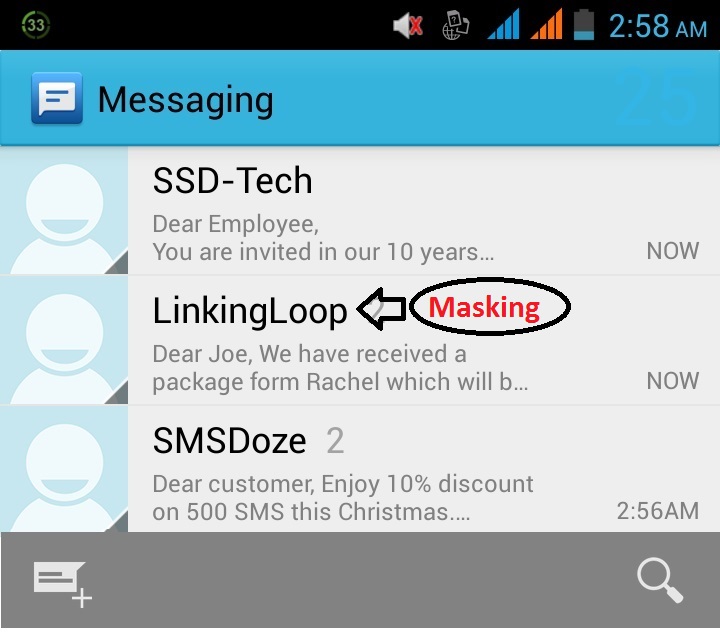 33
2:58 AM
Messaging
25
SSD-Tech
Dear Employee,
You are invited in our 10 years…
NOW
LinkingLoop
Masking
Dear Joe, We have received a
package form Rachel which will b…
NOW
SMSDoze 2
Dear customer, Enjoy 10% discount
on 500 SMS this Christmas.…
2:56AM